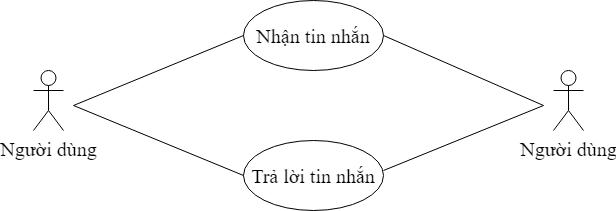 Nhận tin nhắn
Người dùng
Người dùng
Trả lời tin nhắn